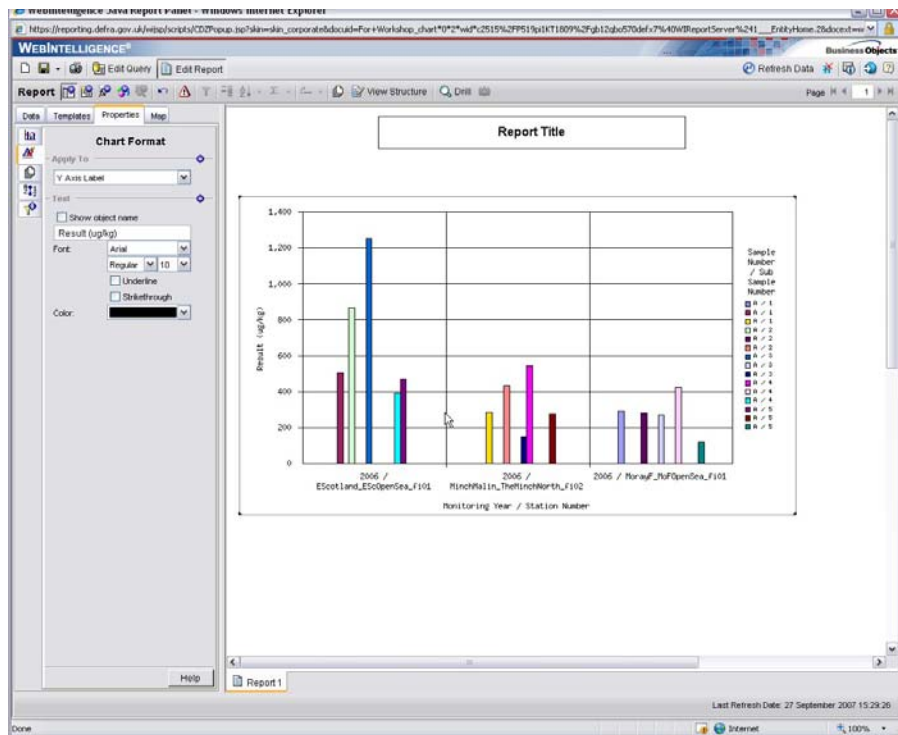 WebIntelligence Java Report Panel - Windows Internet Explorer
WEBINTELLIGENCE®
Business Objects
Edit Query
Edit Report
Refresh Data
Report
View Structure
Drill
Page
1
Data
Templates
Properties
Map
Chart Format
Apply To
Y Axis Label
Text
Show object name
Result (ug/kg)
Font:
Arial
Regular
10
Underline
Strikethrough
Color:
Help
Report Title
1,400
1,200
1,000
800
600
400
200
0
Result (ug/kg)
2006 /
EScotland_EScOpenSea_fi01
2006 /
MinchMalin_TheMinchNorth_fi02
2006 / MorayF_MoFOpenSea_fi01
Monitoring Year / Station Number
Sample
Number
/ Sub
Sample
Number
A / 1
A / 1
A / 1
A / 2
A / 2
A / 2
A / 3
A / 3
A / 3
A / 4
A / 4
A / 4
A / 5
A / 5
A / 5
Report 1
Last Refresh Date: 27 September 2007 15:29:26
Done
Internet
100%